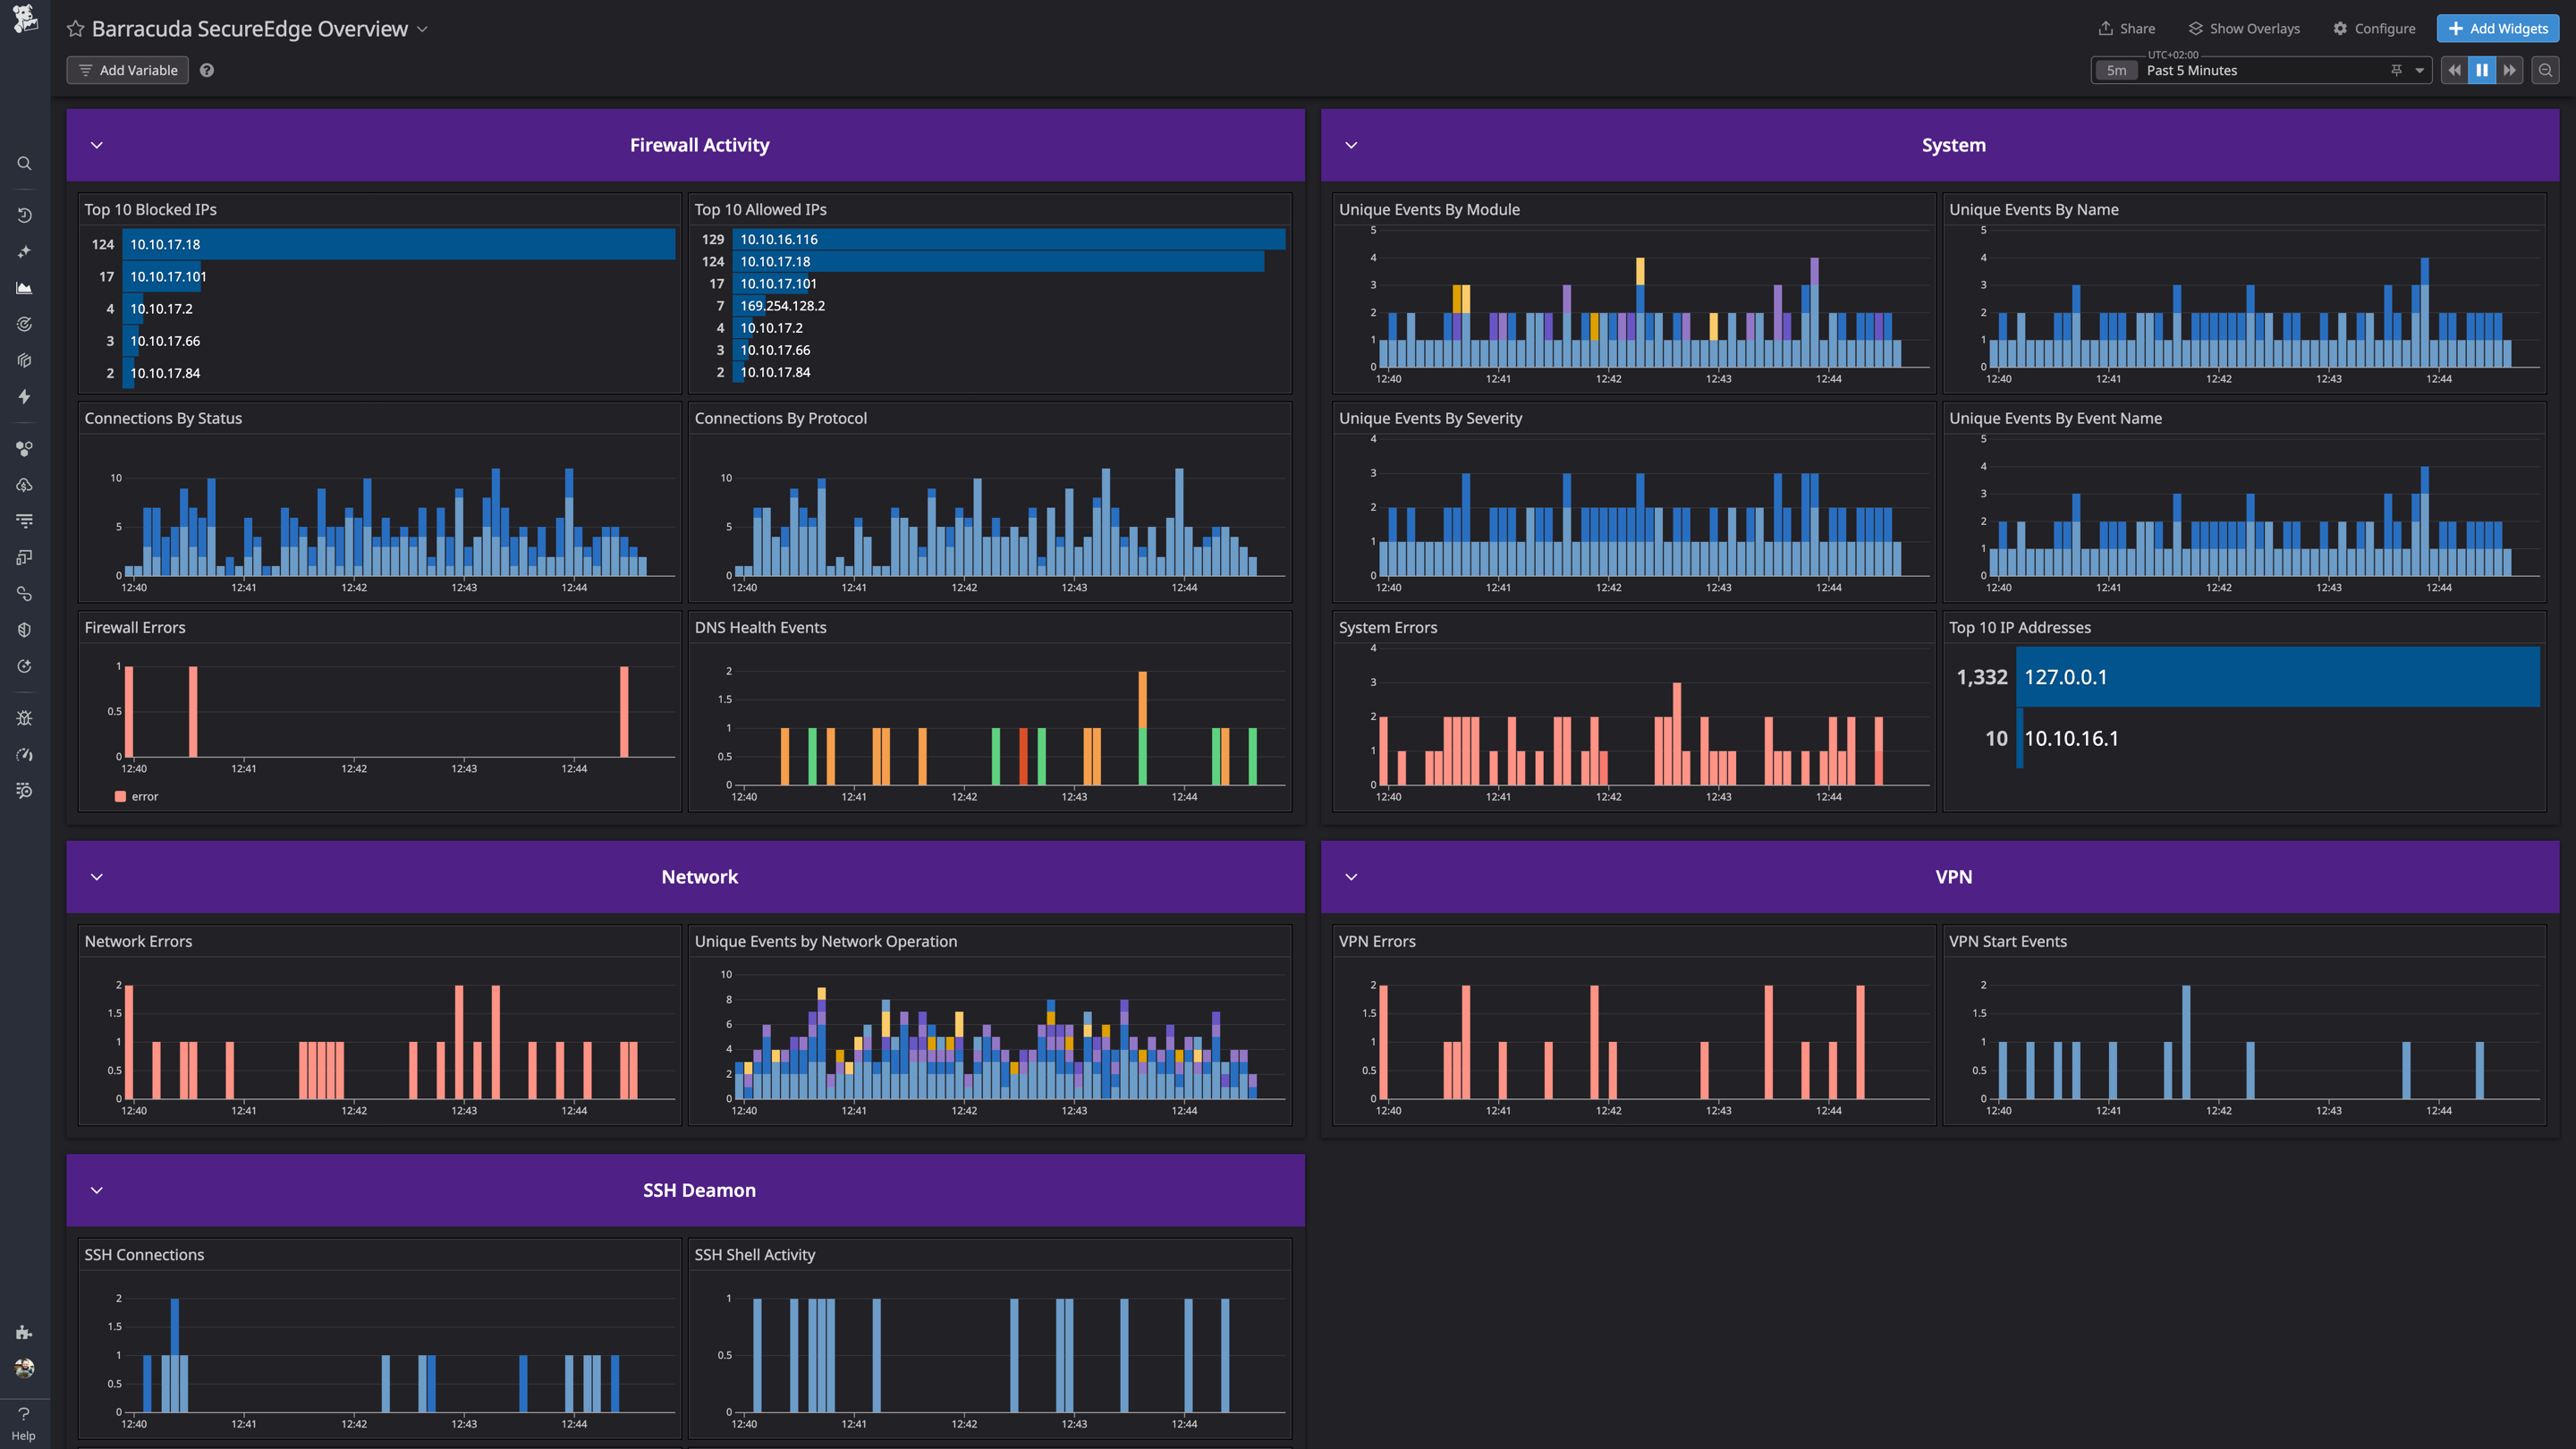 Barracuda SecureEdge Overview
Share
Show Overlays
Configure
Add Widgets
Add Variable
UTC+02:00
5m
Past 5 Minutes
Firewall Activity
Top 10 Blocked IPs
124 10.10.17.18
17 10.10.17.101
4 10.10.17.2
3 10.10.17.66
2 10.10.17.84
Top 10 Allowed IPs
129 10.10.16.116
124 10.10.17.18
17 10.10.17.101
7 169.254.128.2
4 10.10.17.2
3 10.10.17.66
2 10.10.17.84
Connections By Status
10
5
0
12:40 12:41 12:42 12:43 12:44
Connections By Protocol
10
5
0
12:40 12:41 12:42 12:43 12:44
Firewall Errors
1
0.5
0
12:40 12:41 12:42 12:43 12:44
error
DNS Health Events
2
1.5
1
0.5
0
12:40 12:41 12:42 12:43 12:44
System
Unique Events By Module
5
4
3
2
1
0
12:40 12:41 12:42 12:43 12:44
Unique Events By Name
5
4
3
2
1
0
12:40 12:41 12:42 12:43 12:44
Unique Events By Severity
4
3
2
1
0
12:40 12:41 12:42 12:43 12:44
Unique Events By Event Name
5
4
3
2
1
0
12:40 12:41 12:42 12:43 12:44
System Errors
4
3
2
1
0
12:40 12:41 12:42 12:43 12:44
Top 10 IP Addresses
1,332 127.0.0.1
10 10.10.16.1
Network
Network Errors
2
1.5
1
0.5
0
12:40 12:41 12:42 12:43 12:44
Unique Events by Network Operation
10
8
6
4
2
0
12:40 12:41 12:42 12:43 12:44
VPN
VPN Errors
2
1.5
1
0.5
0
12:40 12:41 12:42 12:43 12:44
VPN Start Events
2
1.5
1
0.5
0
12:40 12:41 12:42 12:43 12:44
SSH Deamon
SSH Connections
2
1.5
1
0.5
0
12:40 12:41 12:42 12:43 12:44
SSH Shell Activity
1
0.5
0
12:40 12:41 12:42 12:43 12:44
Help